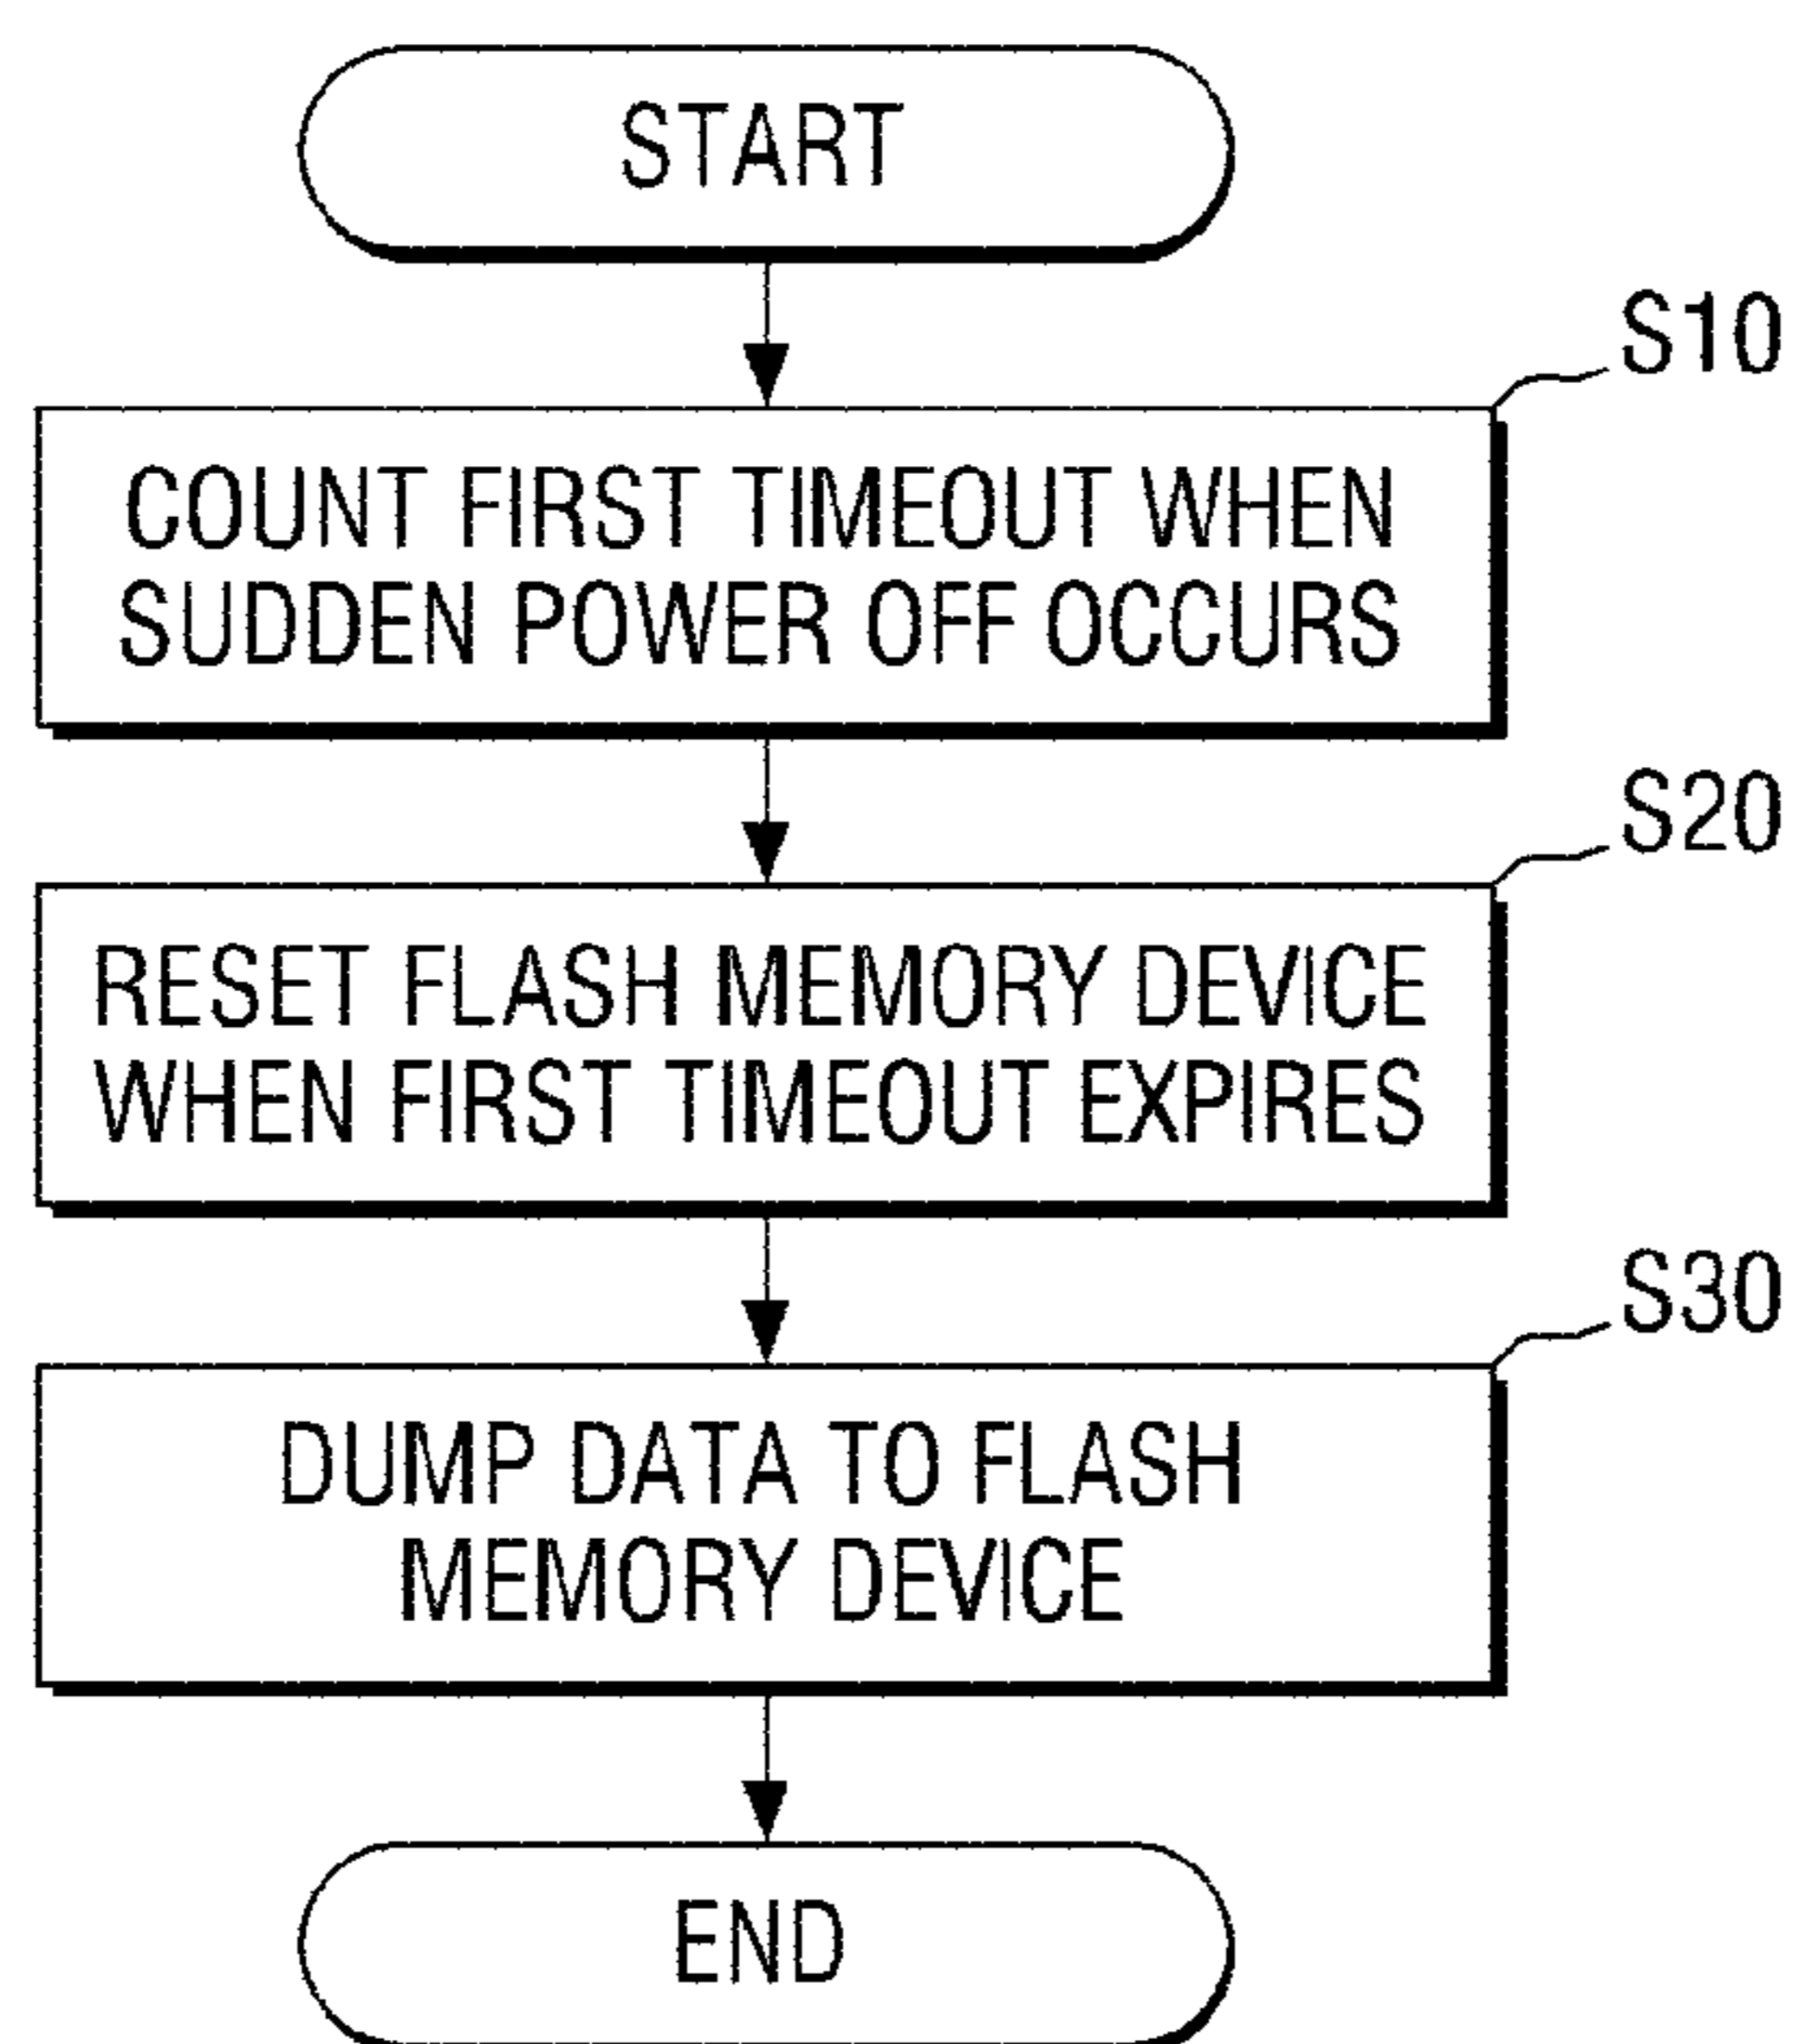 START
S10
COUNT FIRST TIMEOUT WHEN
SUDDEN POWER OFF OCCURS
S20
RESET FLASH MEMORY DEVICE
WHEN FIRST TIMEOUT EXPIRES
S30
DUMP DATA TO FLASH
MEMORY DEVICE
END